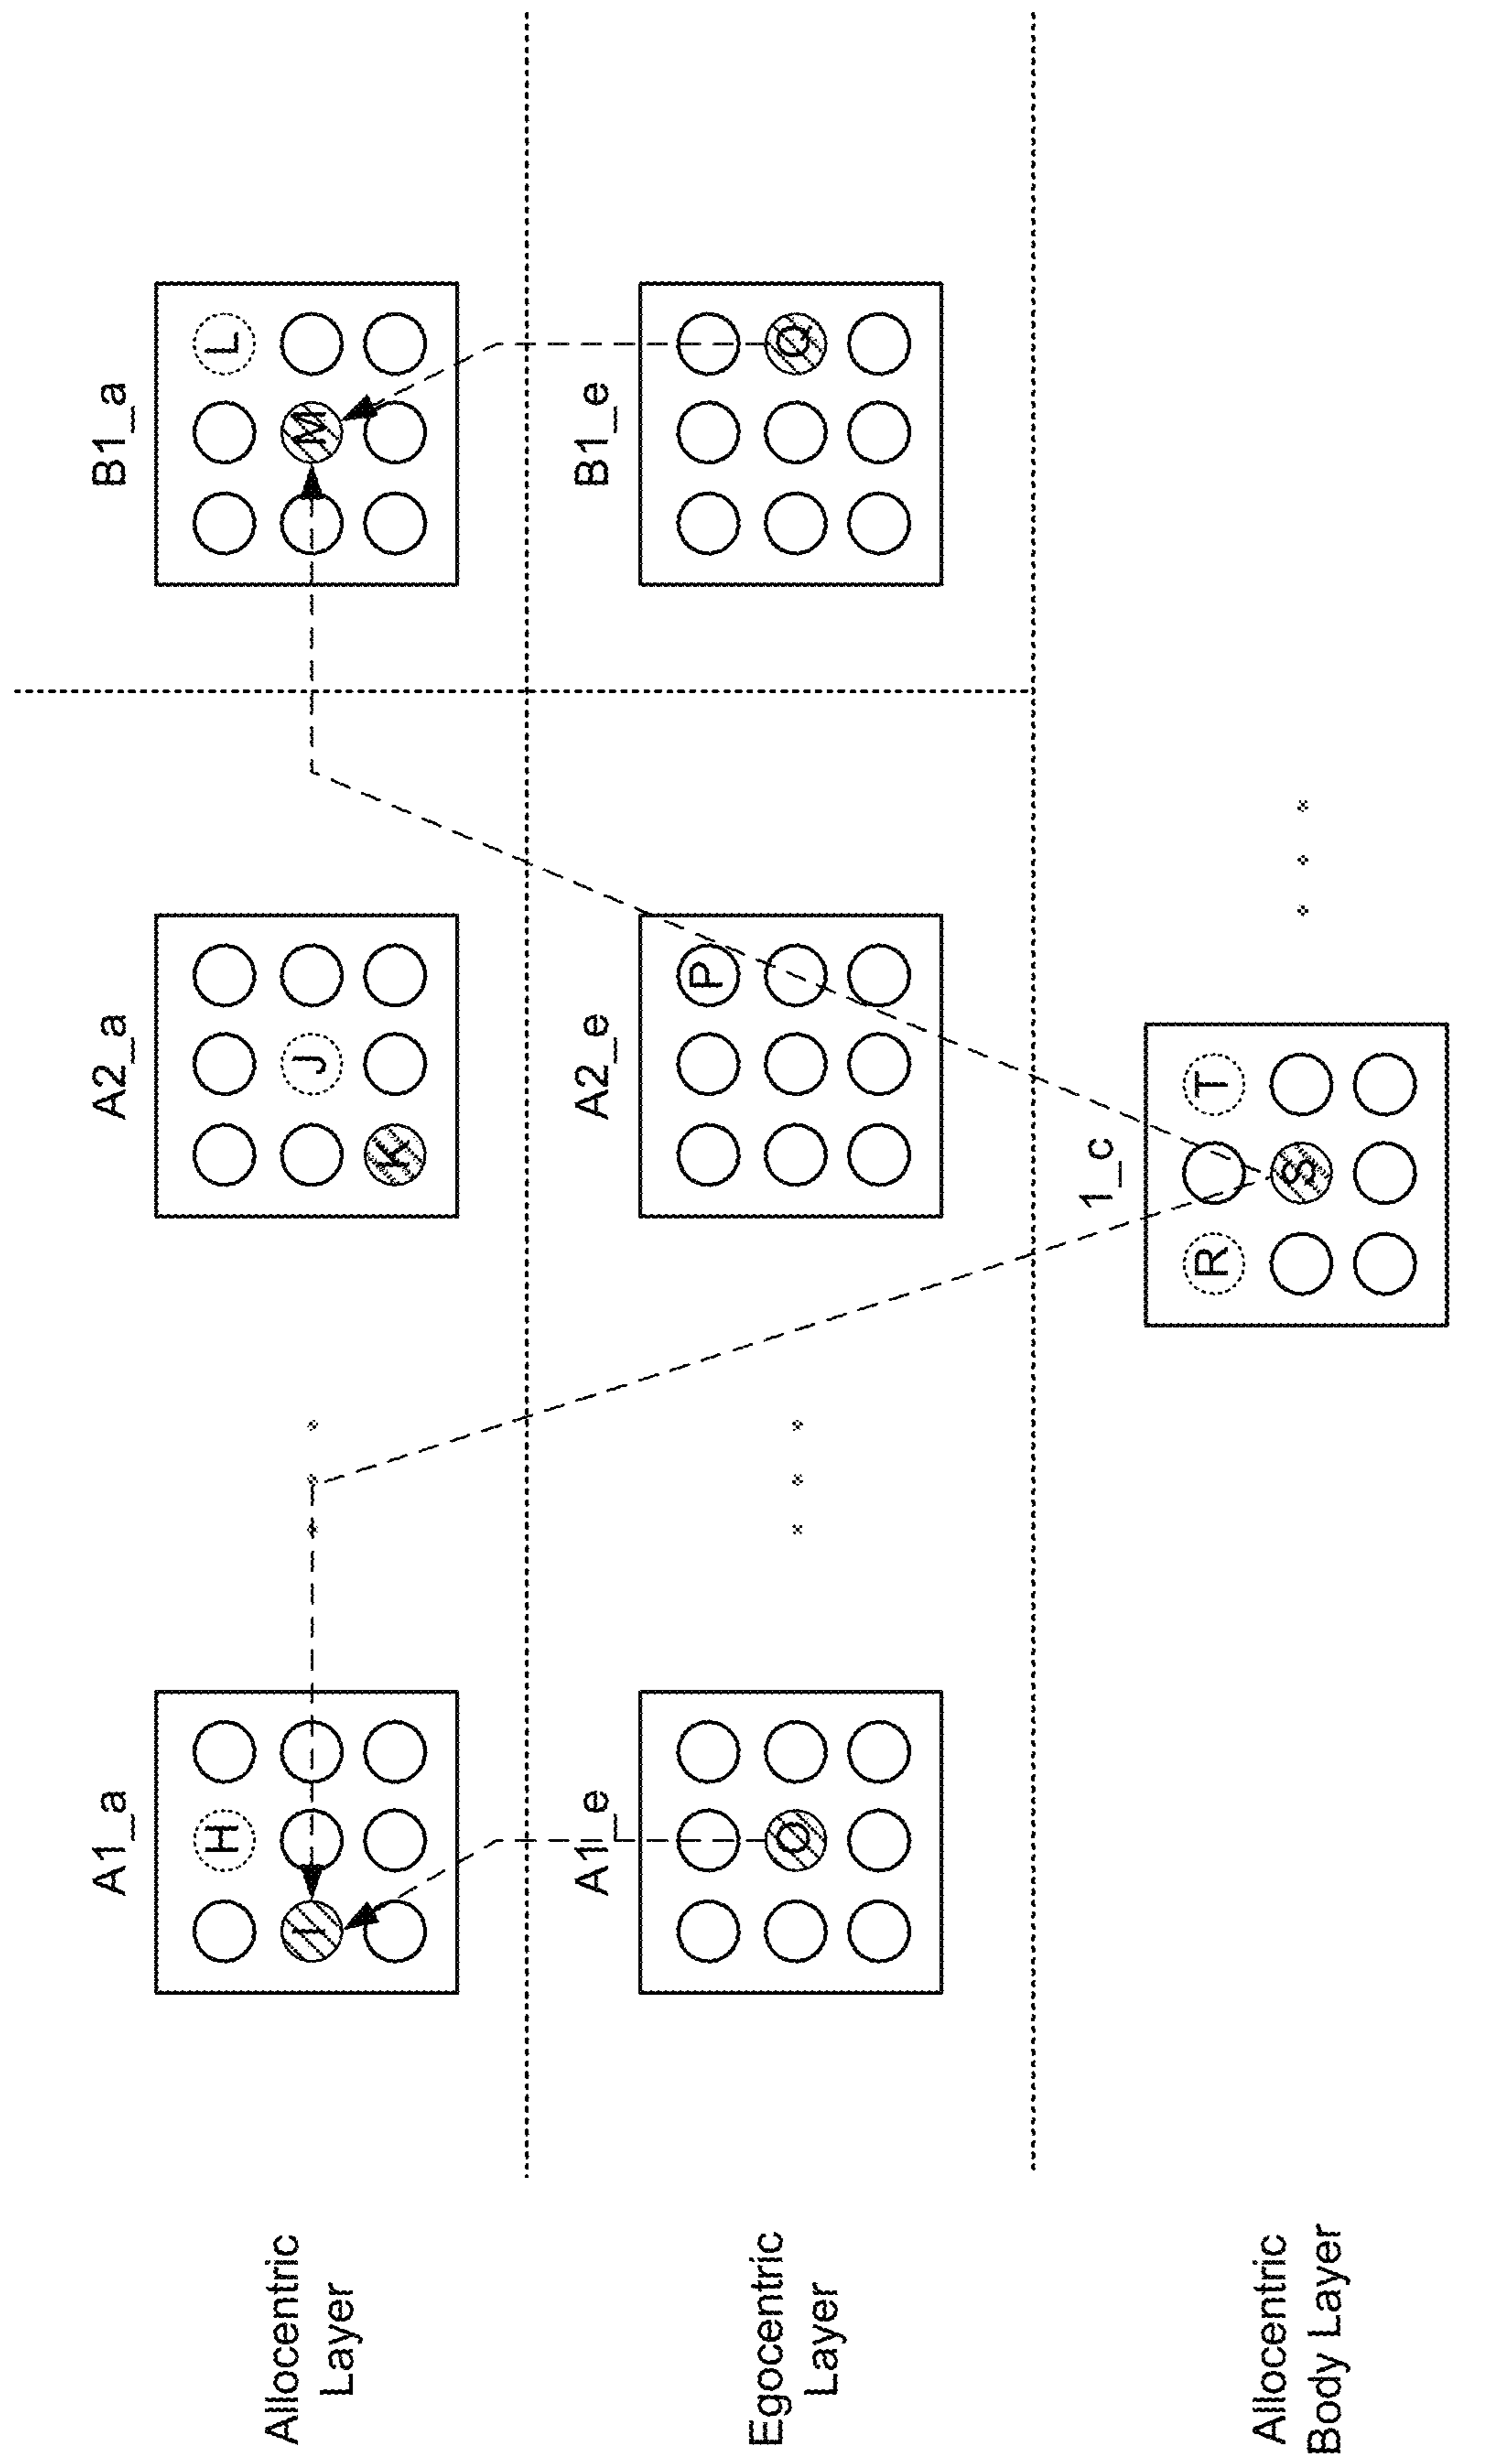 A1_a
A2_a
B1_a
H
L
Allocentric
Layer
I
J
M
K
A1_e
A2_e
B1_e
P
Egocentric
Layer
O
Q
1_c
R
T
Allocentric
Body Layer
S